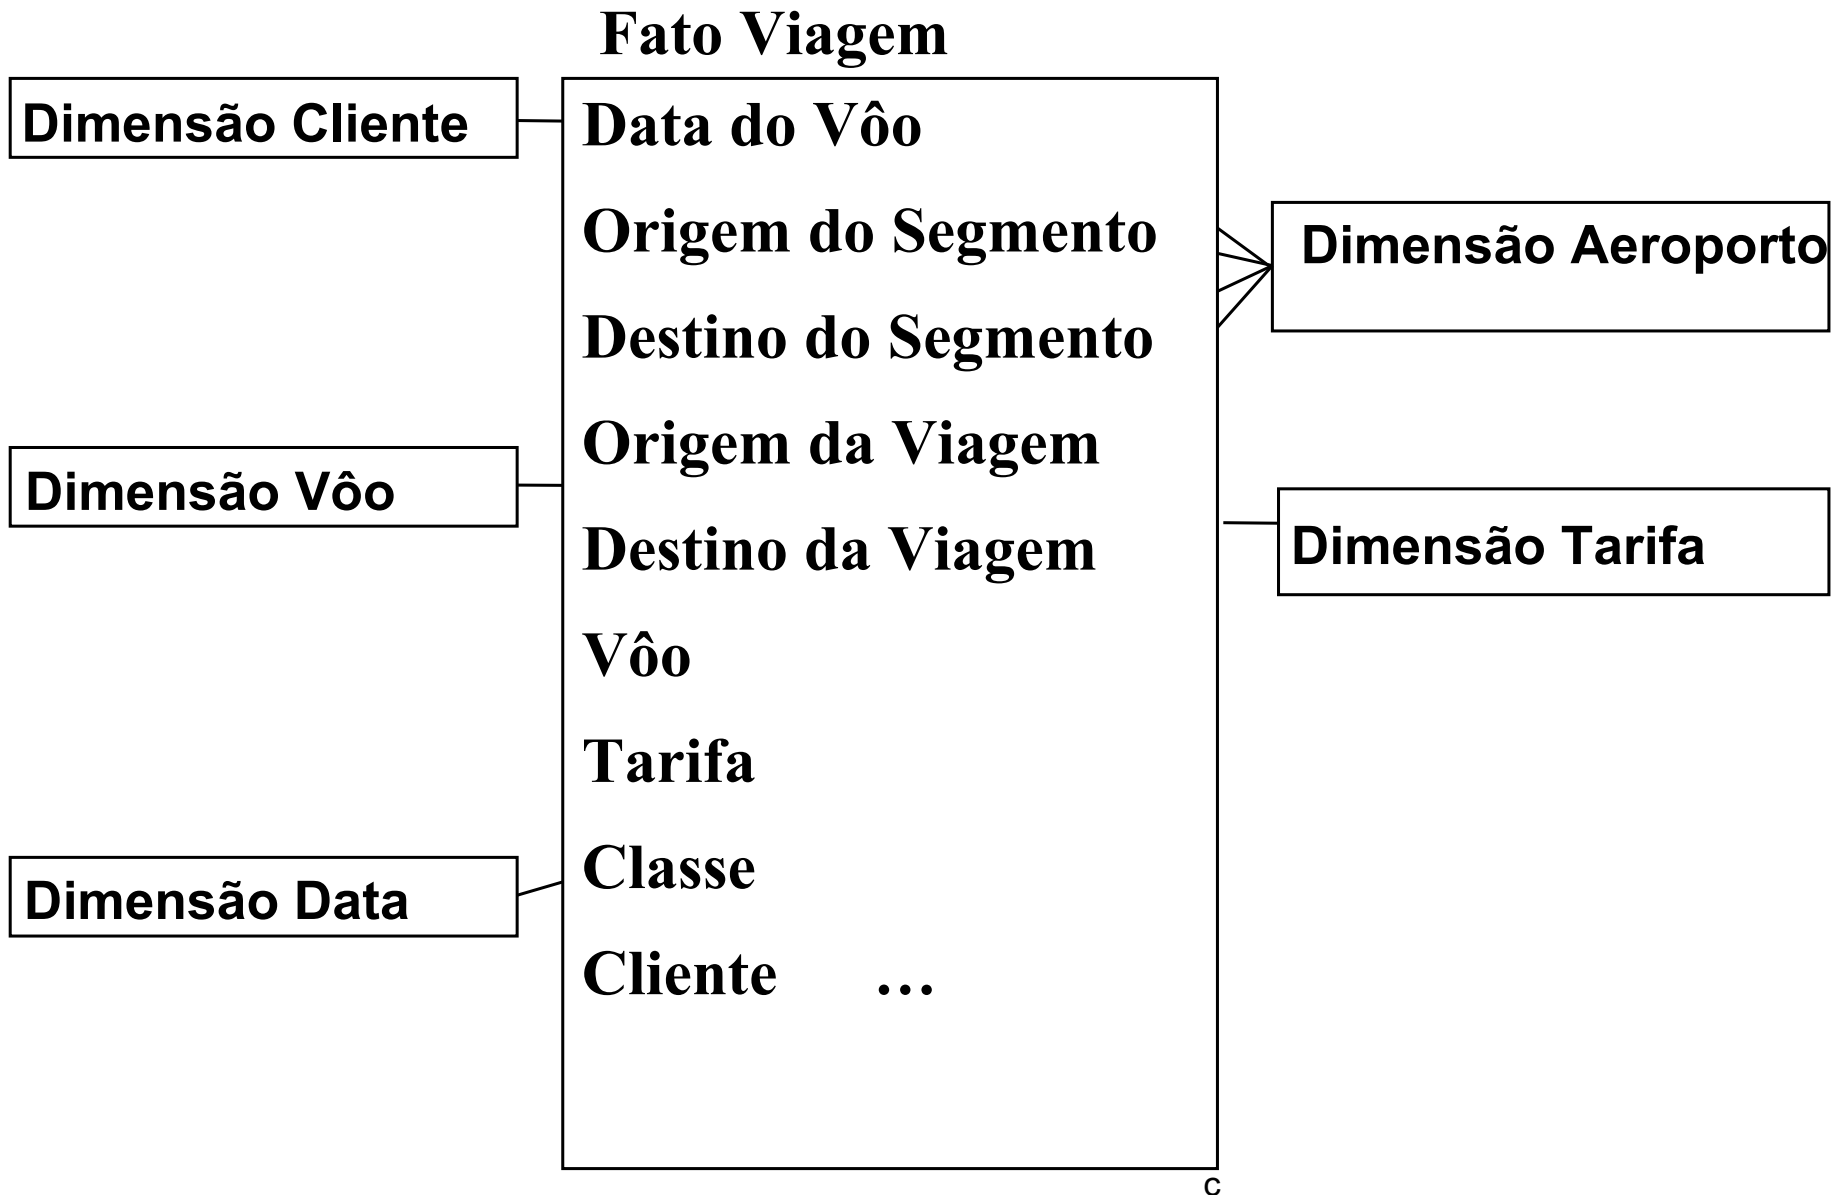 Fato Viagem
Dimensão Cliente
Data do Vôo
Origem do Segmento
Dimensão Aeroporto
Destino do Segmento
Origem da Viagem
Dimensão Vôo
Destino da Viagem
Dimensão Tarifa
Vôo
Tarifa
Classe
Dimensão Data
Cliente ...
c